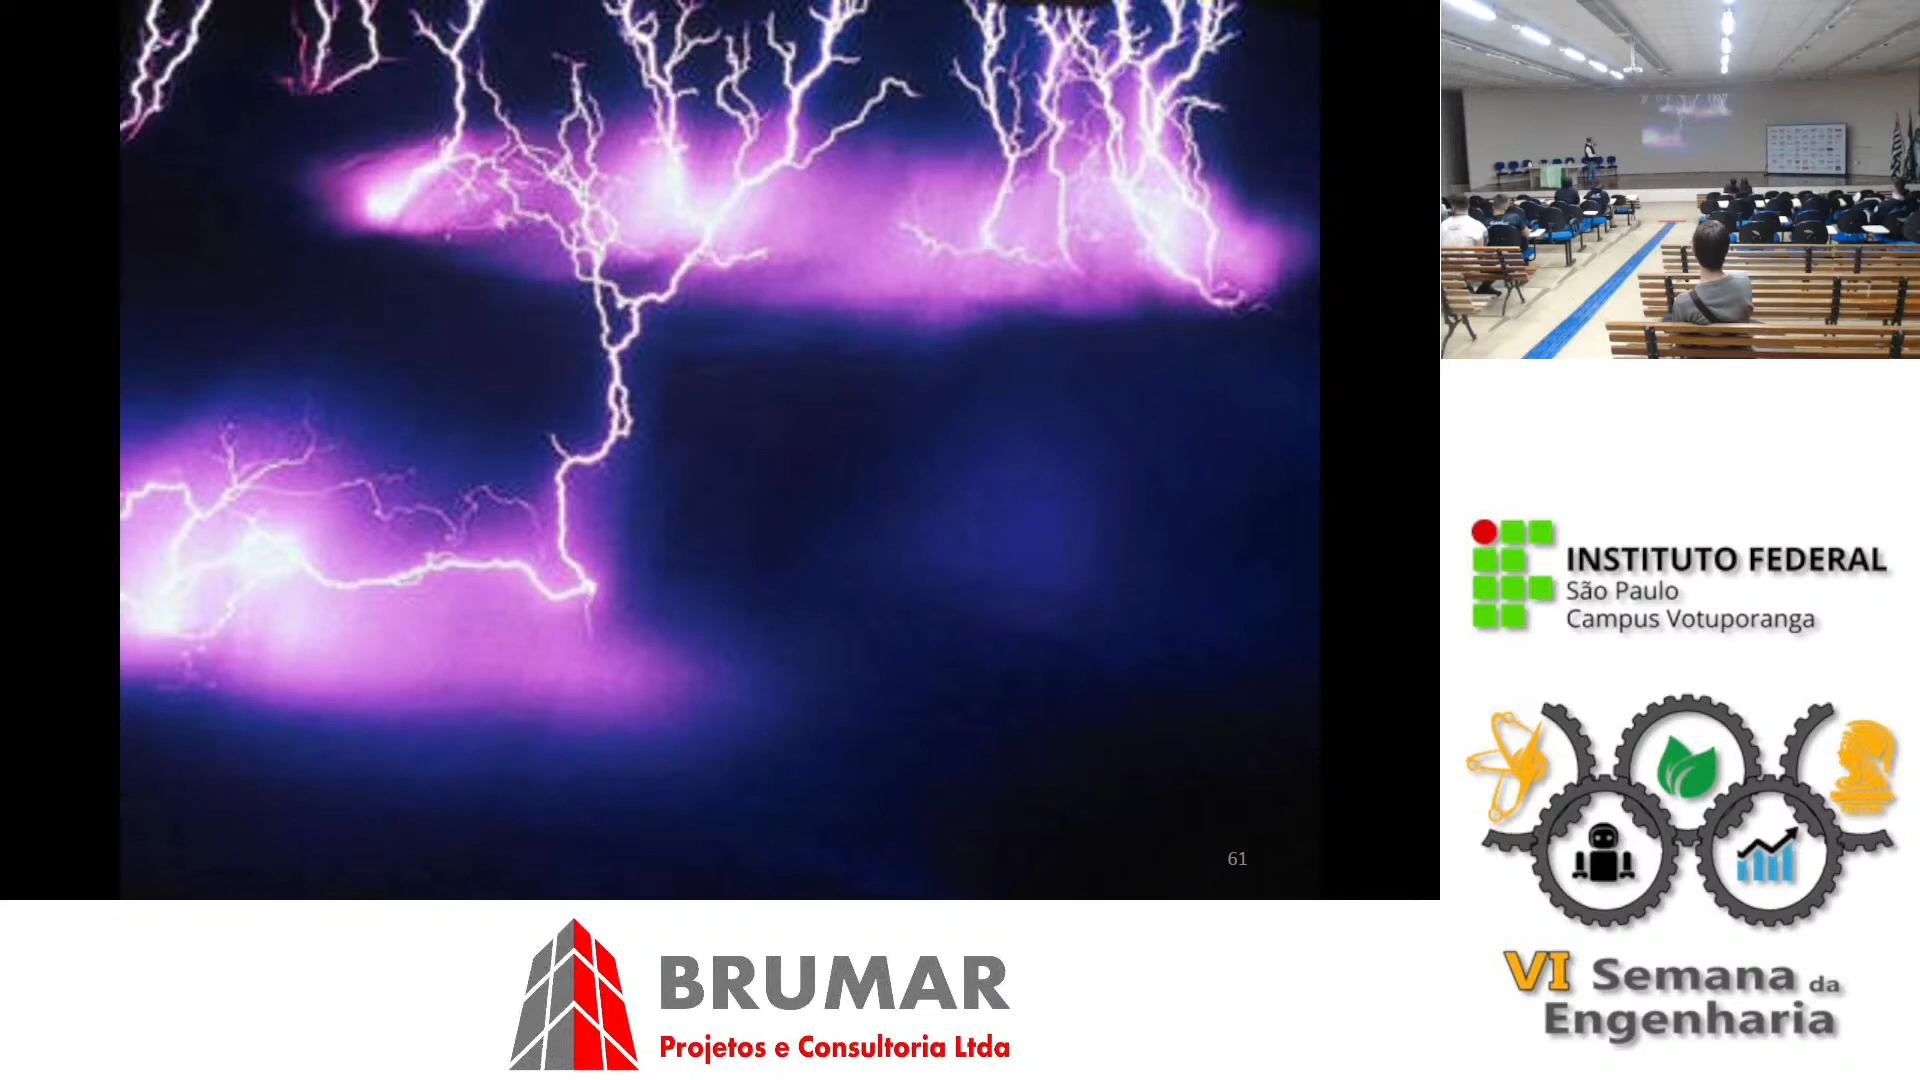 61
INSTITUTO FEDERAL
São Paulo
Campus Votuporanga
VI Semana da
Engenharia
BRUMAR
Projetos e Consultoria Ltda